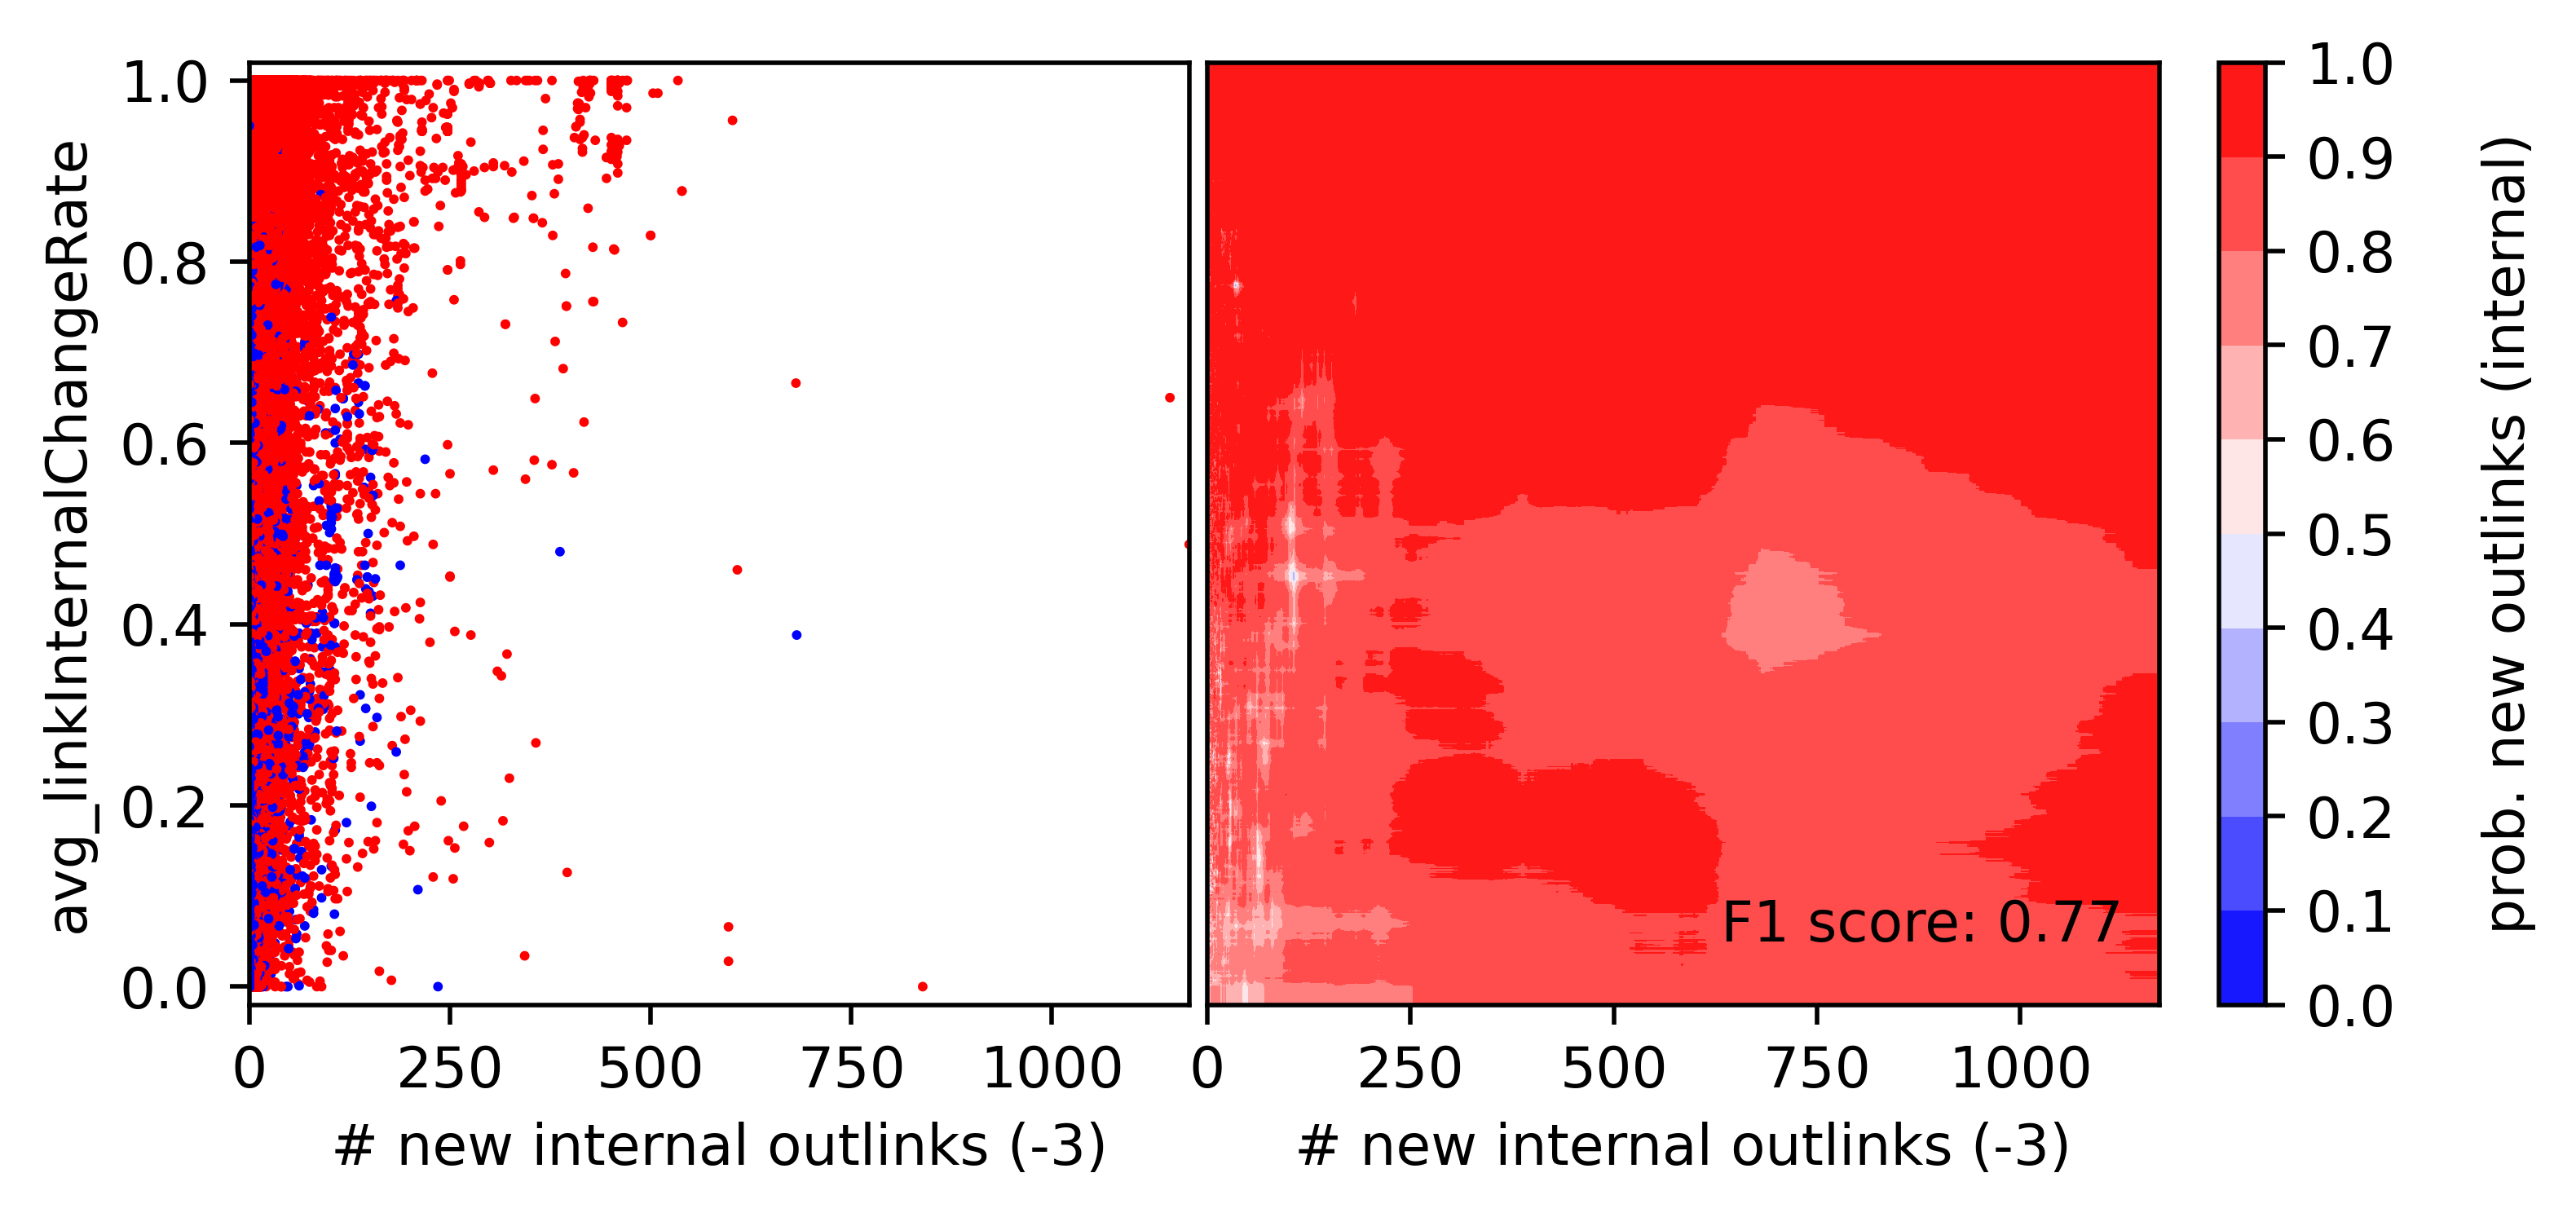 avg_linkInternalChangeRate
1.0
0.8
0.6
0.4
0.2
0.0
0 250 500 750 1000
# new internal outlinks (-3)
F1 score: 0.77
0 250 500 750 1000
# new internal outlinks (-3)
1.0
0.9
0.8
0.7
0.6
0.5
0.4
0.3
0.2
0.1
0.0
prob. new outlinks (internal)